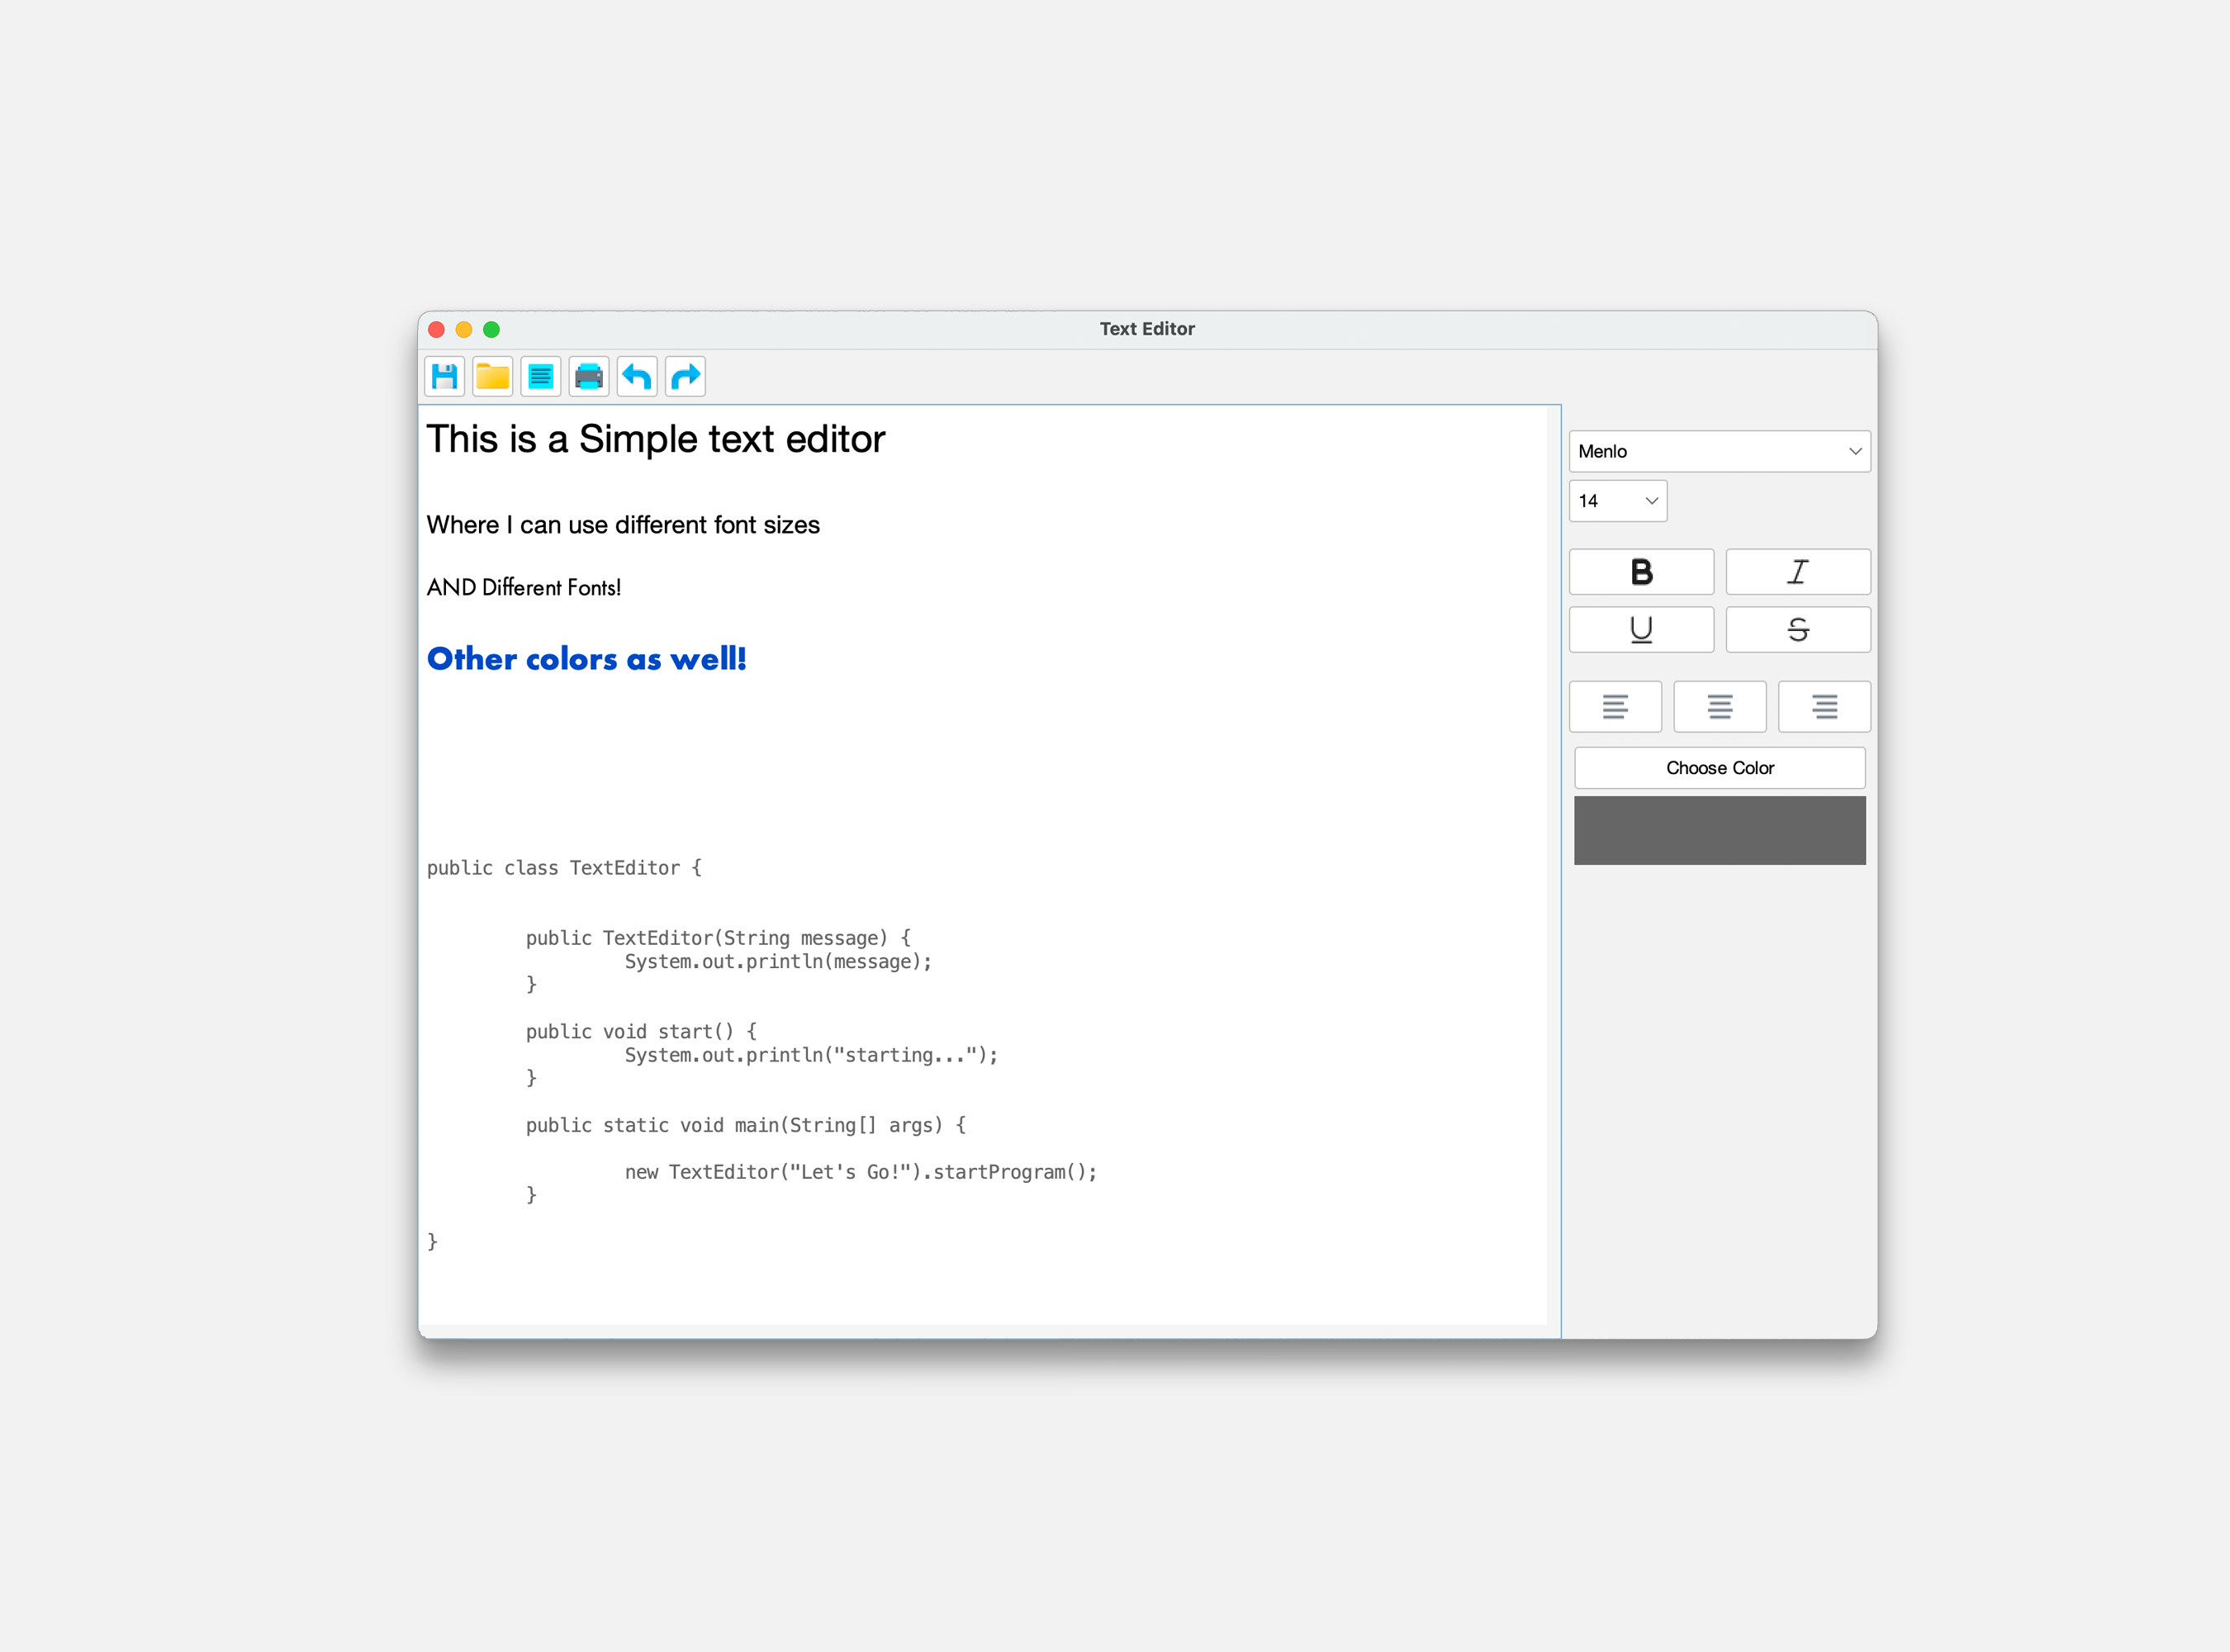 Text Editor
This is a Simple text editor
Where I can use different font sizes
AND Different Fonts!
Other colors as well!
public class TextEditor {
public TextEditor(String message) {
System.out.println(message);
}
public void start() {
System.out.println("starting...");
}
public static void main(String[] args) {
new TextEditor("Let's Go!").startProgram();
}
}
Menlo
14
B
I
U
S
Choose Color